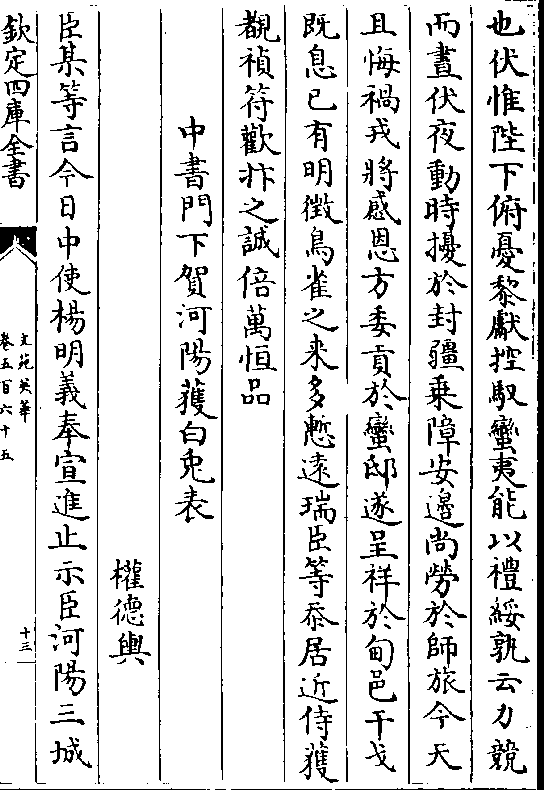 也伏惟陛下俯憂黎獻控馭蠻夷能以禮綏孰云力競
而晝伏夜動時擾於封疆乗障安邊尚勞於師旅今天
且悔禍戎將感恩方委貢於蠻邸遂呈祥於甸邑干戈
既息已有明徴鳥雀之来多慙遠瑞臣等忝居近侍獲
覩禎符歡抃之誠倍萬恒品
中書門下賀河陽獲白兎表
權德輿
臣某等言今日中使楊明義奉宣進止示臣河陽三城
欽定四庫全書
文苑英華
卷五百六十五
十三